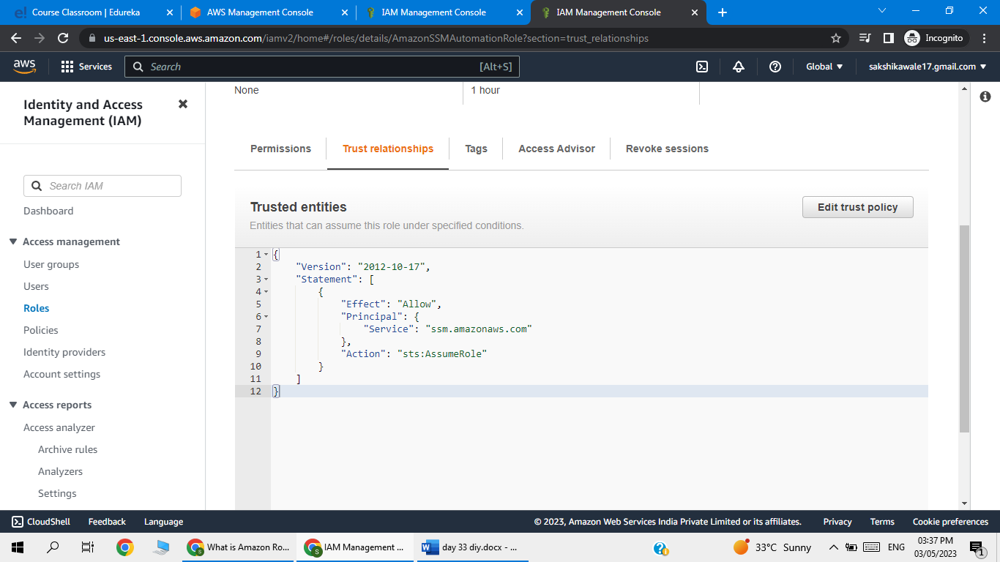 Course Classroom | Edureka
AWS Management Console
IAM Management Console
IAM Management Console
us-east-1.console.aws.amazon.com/iamv2/home#/roles/details/AmazonSSMAutomationRole?section=trust_relationships
Incognito
aws
Services
Search
[Alt+S]
Global
sakshikawale17.gmail.com
Identity and Access
Management (IAM)
Search IAM
Dashboard
Access management
User groups
Users
Roles
Policies
Identity providers
Account settings
Access reports
Access analyzer
Archive rules
Analyzers
Settings
None
1 hour
Permissions
Trust relationships
Tags
Access Advisor
Revoke sessions
Trusted entities
Edit trust policy
Entities that can assume this role under specified conditions.
1 {
2 "Version": "2012-10-17",
3 "Statement": [
4 {
5 "Effect": "Allow",
6 "Principal": {
7 "Service": "ssm.amazonaws.com"
8 },
9 "Action": "sts:AssumeRole"
10 }
11 ]
12 }
CloudShell
Feedback
Language
© 2023, Amazon Web Services India Private Limited or its affiliates.
Privacy
Terms
Cookie preferences
What is Amazon Ro...
IAM Management ...
day 33 diy.docx - ...
33°C Sunny
ENG
03:37 PM
03/05/2023
1